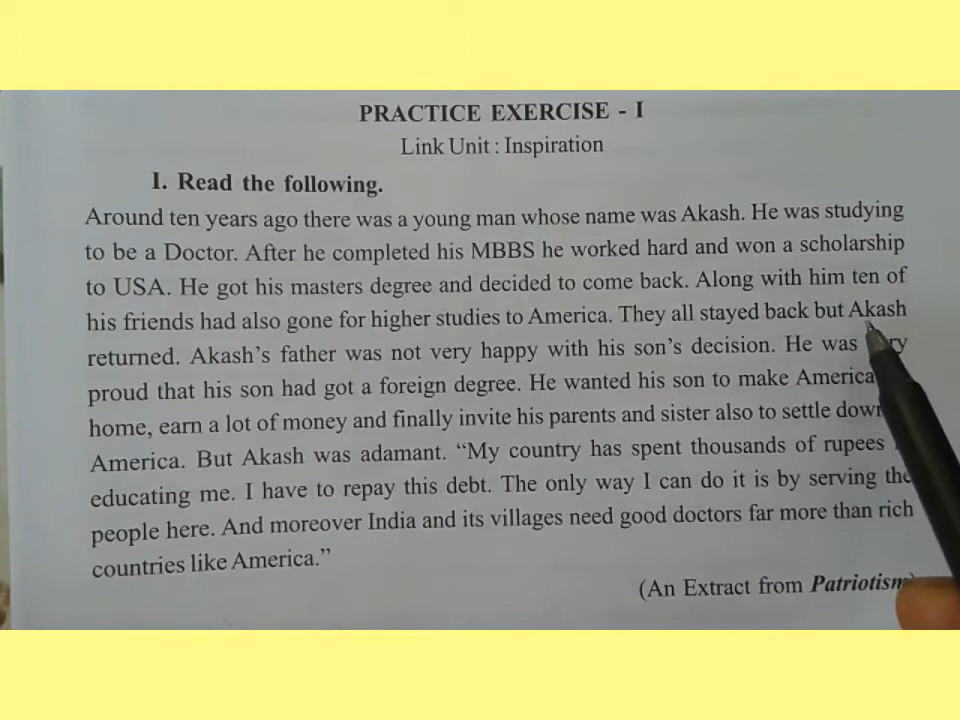 PRACTICE EXERCISE - I
Link Unit : Inspiration
I. Read the following.
Around ten years ago there was a young man whose name was Akash. He was studying
to be a Doctor. After he completed his MBBS he worked hard and won a scholarship
to USA. He got his masters degree and decided to come back. Along with him ten of
his friends had also gone for higher studies to America. They all stayed back but Akash
returned. Akash's father was not very happy with his son's decision. He was
proud that his son had got a foreign degree. He wanted his son to make America
home, earn a lot of money and finally invite his parents and sister also to settle down
America. But Akash was adamant. “My country has spent thousands of rupees
educating me. I have to repay this debt. The only way I can do it is by serving the
people here. And moreover India and its villages need good doctors far more than rich
countries like America.”
(An Extract from Patriotism)